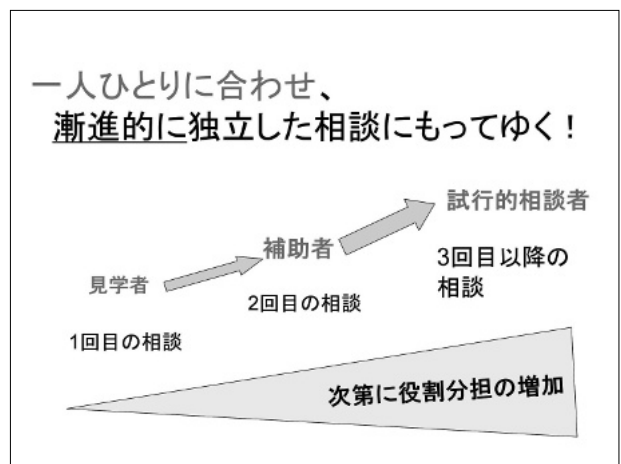 一人ひとりに合わせ、
漸進的に独立した相談にもってゆく！
試行的相談者
補助者
3回目以降の
相談
見学者
2回目の相談
1回目の相談
次第に役割分担の増加